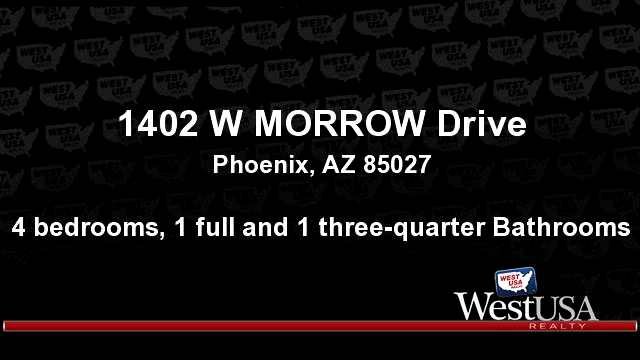 1402 W MORROW Drive
Phoenix, AZ 85027
4 bedrooms, 1 full and 1 three-quarter Bathrooms
WEST
USA
WESTUSA
REALTY